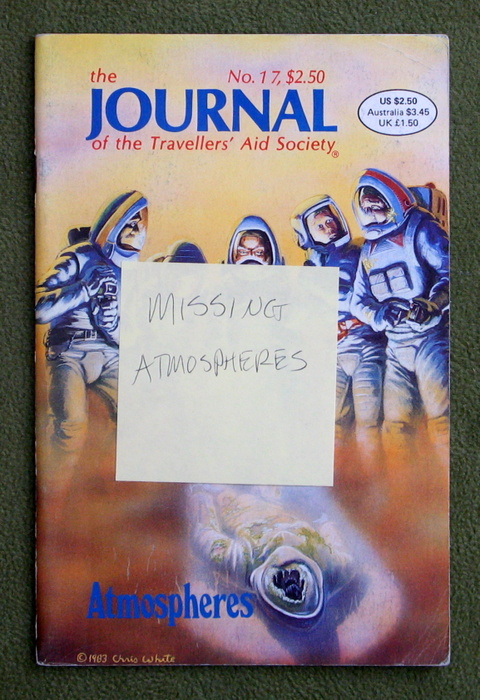 the No. 17, $2.50
JOURNAL
of the Travellers' Aid Society®
US $2.50
Australia $3.45
UK £1.50
MISSING
ATMOSPHERES
Atmospheres
© 1983 Chris White